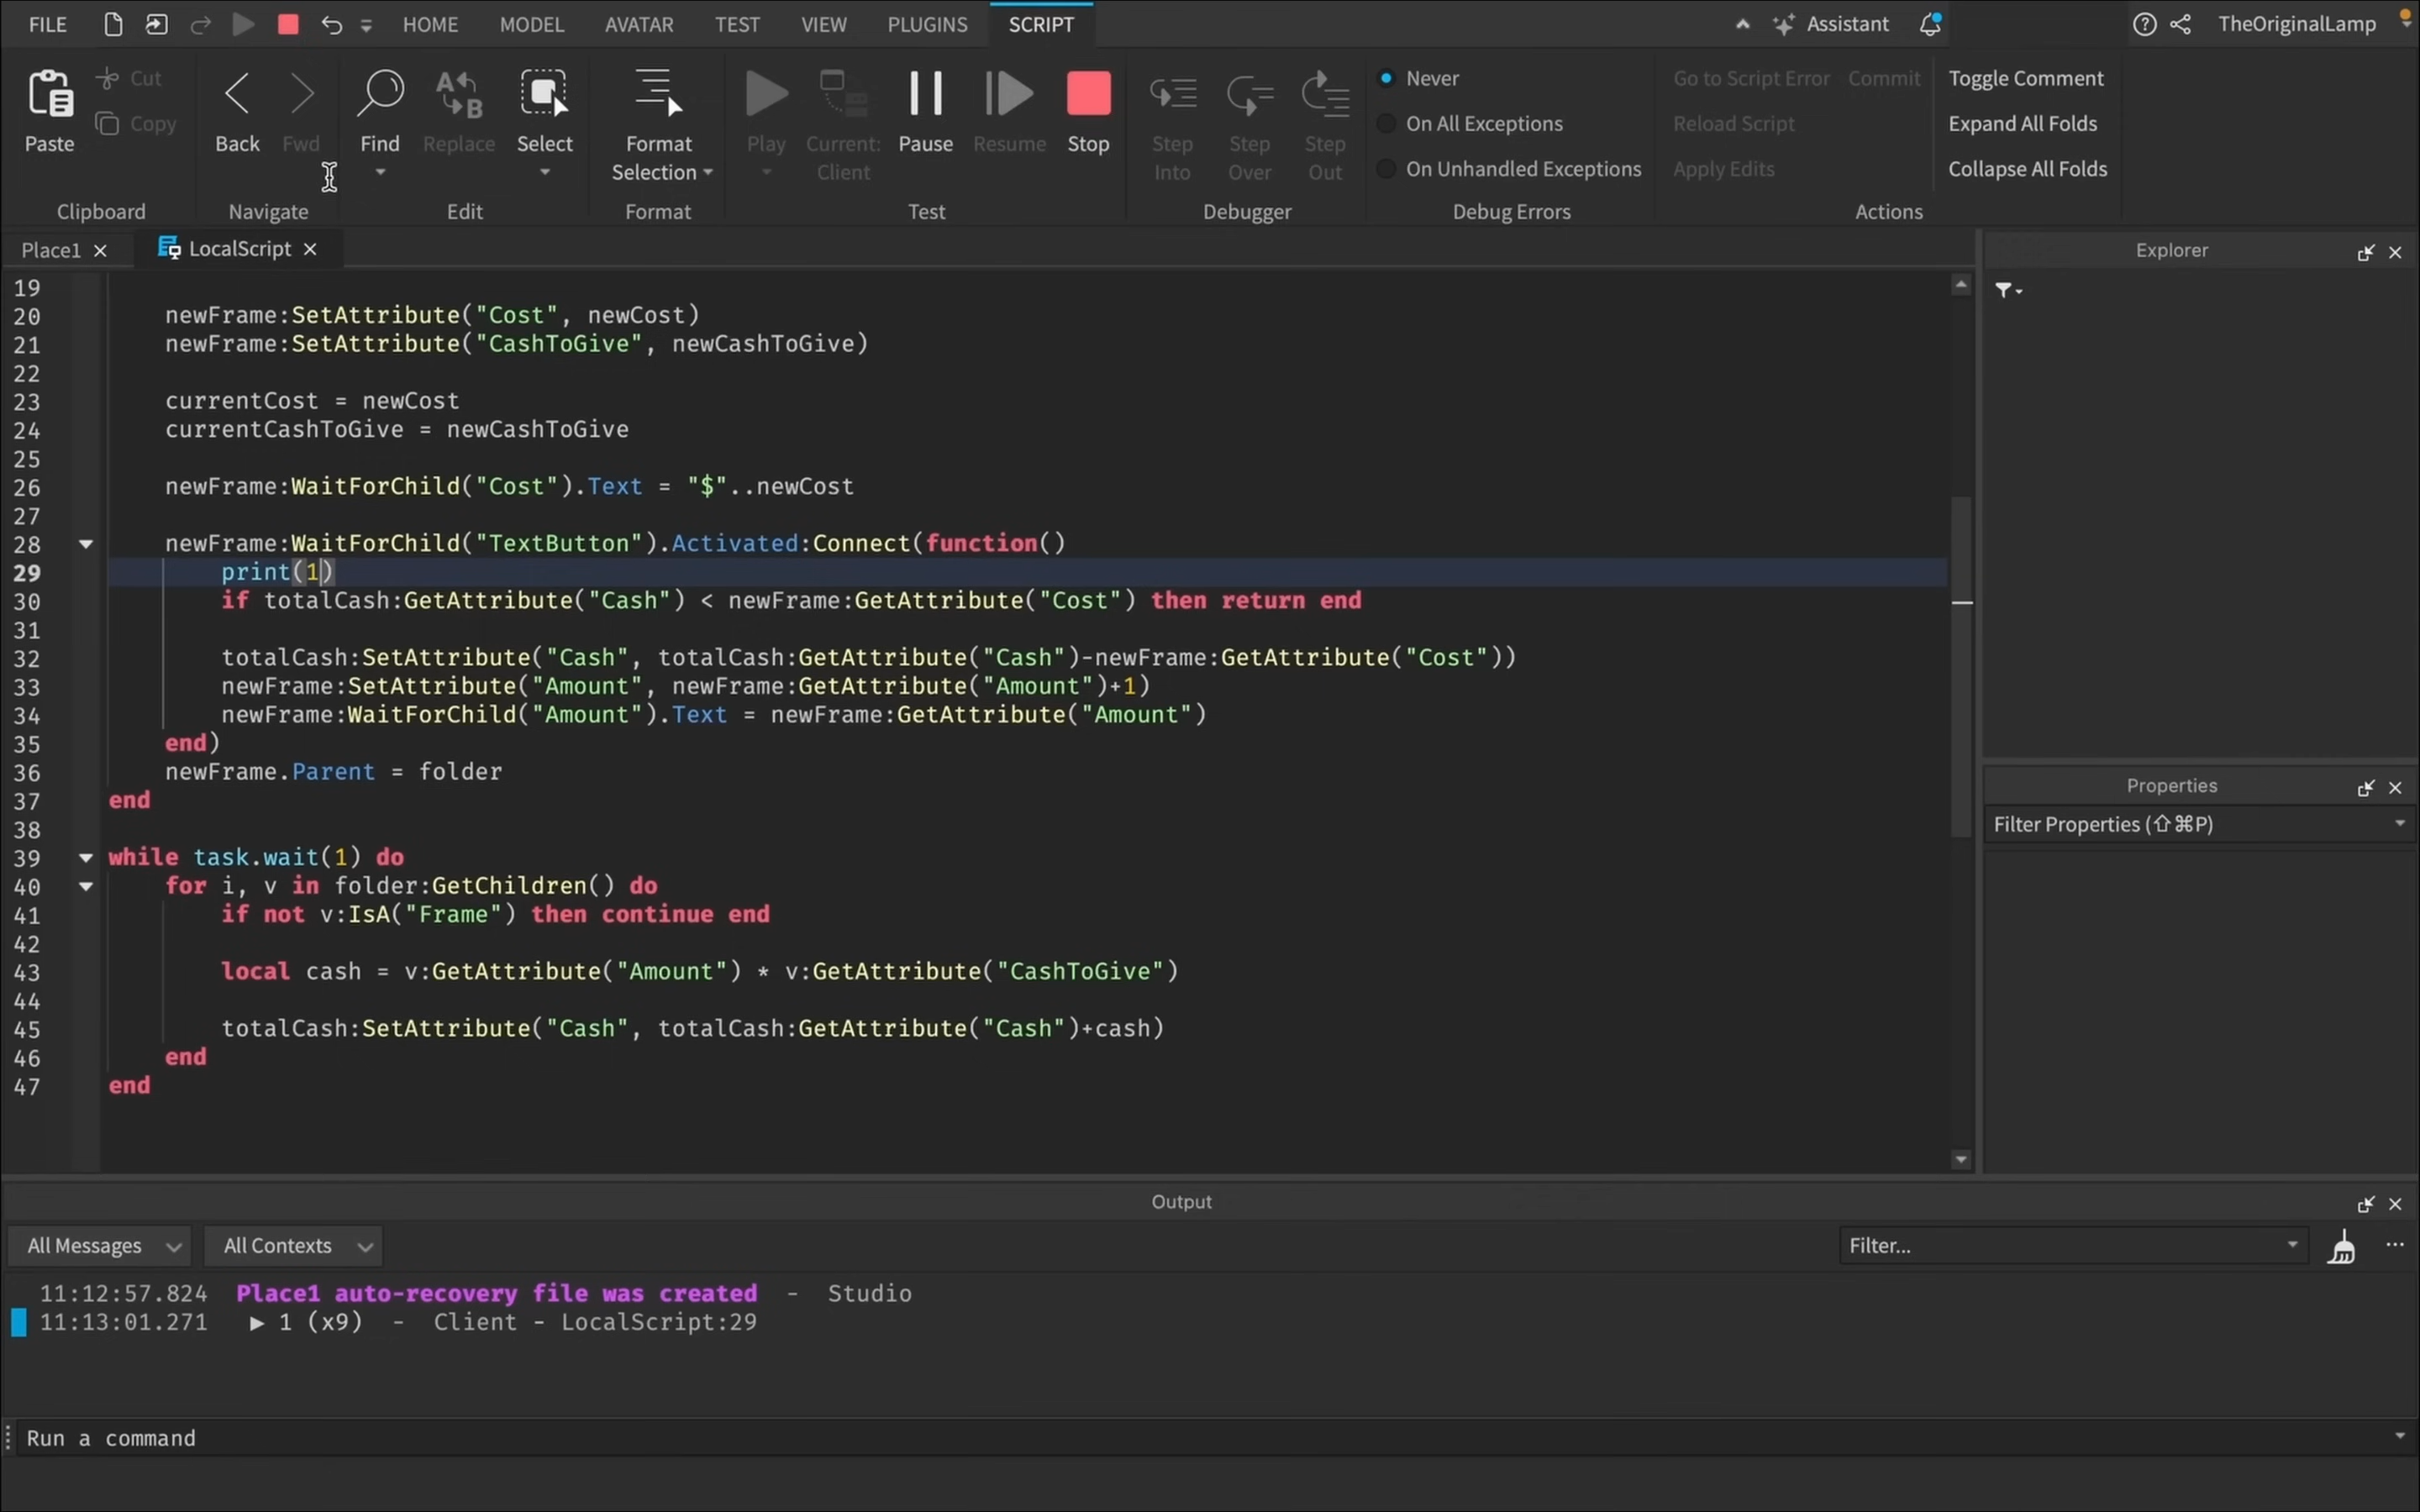 FILE HOME MODEL AVATAR TEST VIEW PLUGINS SCRIPT Assistant TheOriginalLamp
Paste Cut Copy
Clipboard
Back Fwd
Navigate
Find Replace Select
Edit
Format
Selection
Format
Play Current:
Client Pause Resume Stop
Test
Step
Into Step
Over Step
Out
Debugger
Never
On All Exceptions
On Unhandled Exceptions
Debug Errors
Go to Script Error Commit
Reload Script
Apply Edits
Toggle Comment
Expand All Folds
Collapse All Folds
Actions
Place1 LocalScript
19
20 newFrame:SetAttribute("Cost", newCost)
21 newFrame:SetAttribute("CashToGive", newCashToGive)
22
23 currentCost = newCost
24 currentCashToGive = newCashToGive
25
26 newFrame:WaitForChild("Cost").Text = "$"..newCost
27
28 newFrame:WaitForChild("TextButton").Activated:Connect(function()
29 print(1)
30 if totalCash:GetAttribute("Cash") < newFrame:GetAttribute("Cost") then return end
31
32 totalCash:SetAttribute("Cash", totalCash:GetAttribute("Cash")-newFrame:GetAttribute("Cost"))
33 newFrame:SetAttribute("Amount", newFrame:GetAttribute("Amount")+1)
34 newFrame:WaitForChild("Amount").Text = newFrame:GetAttribute("Amount")
35 end)
36 newFrame.Parent = folder
37 end
38
39 while task.wait(1) do
40 for i, v in folder:GetChildren() do
41 if not v:IsA("Frame") then continue end
42
43 local cash = v:GetAttribute("Amount") * v:GetAttribute("CashToGive")
44
45 totalCash:SetAttribute("Cash", totalCash:GetAttribute("Cash")+cash)
46 end
47 end
Explorer
Properties
Filter Properties (⇧⌘P)
Output
All Messages All Contexts Filter...
11:12:57.824 Place1 auto-recovery file was created - Studio
11:13:01.271 ▶ 1 (x9) - Client - LocalScript:29
Run a command